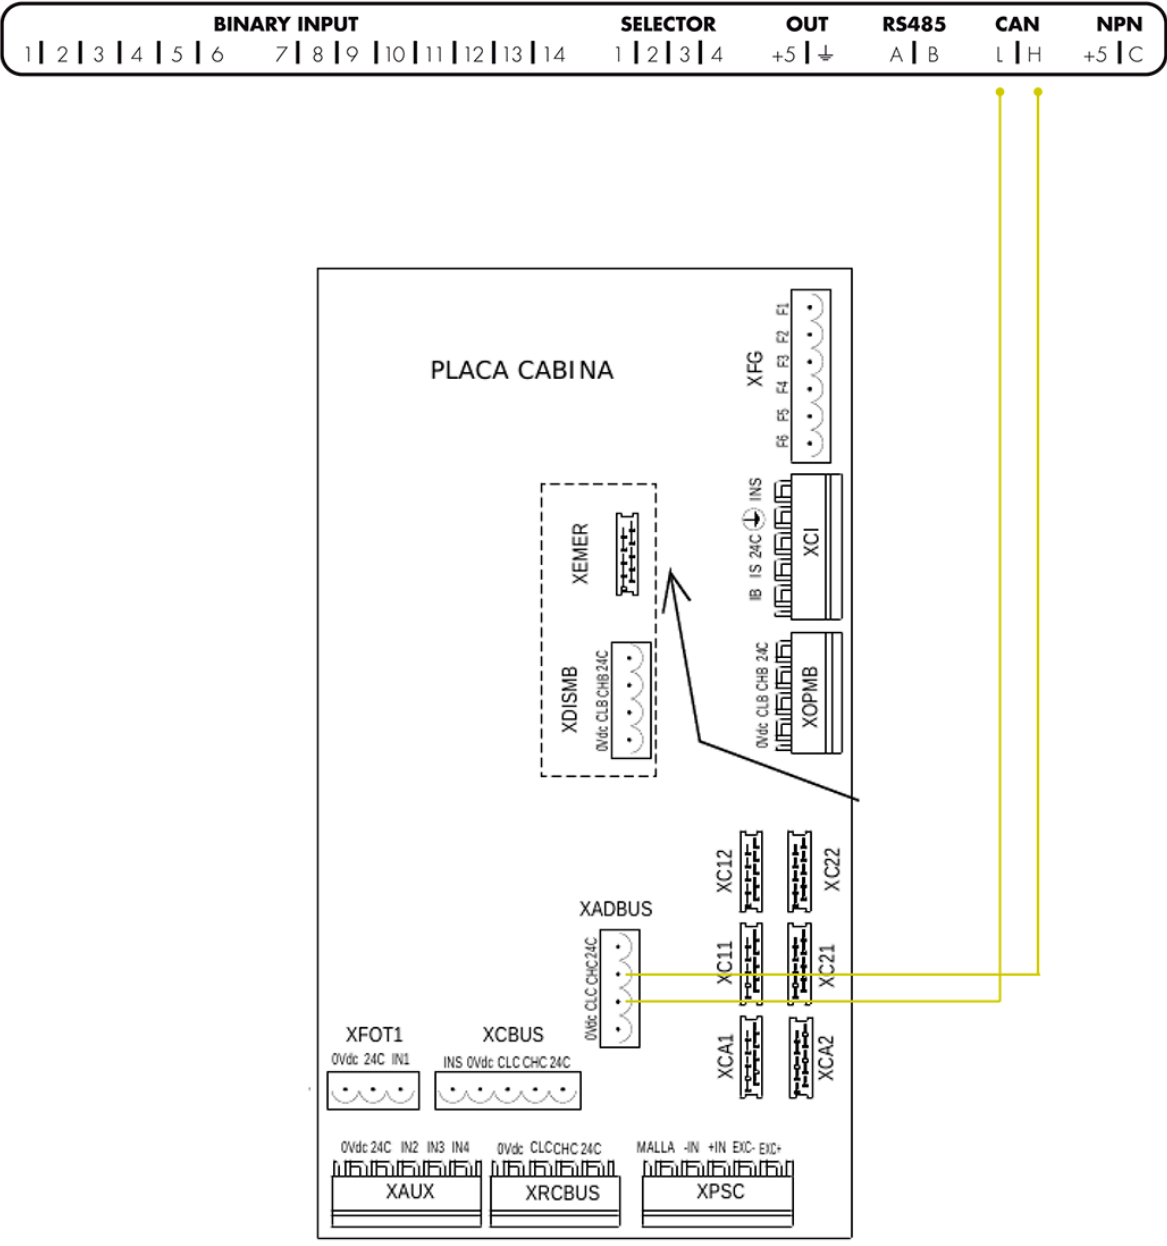 BINARY INPUT SELECTOR OUT RS485 CAN NPN
1 2 3 4 5 6 7 8 9 10 11 12 13 14 1 2 3 4 +5 A B L H +5 C
PLACA CABINA
XFG
F1
F2
F3
F4
F5
F6
XCI
IB IS 24C INS
XEMER
XDISMB
0Vdc CLB CHB 24C
XOPMB
0Vdc CLB CHB 24C
XC12
XC22
XADBUS
0Vdc CLC CHC 24C
XC11
XC21
XCA1
XCA2
XFOT1 XCBUS
0Vdc 24C IN1 INS 0Vdc CLC CHC 24C
0Vdc 24C IN2 IN3 IN4 0Vdc CLC CHC 24C MALLA -IN +IN EXC- EXC+
XAUX XRCBUS XPSC